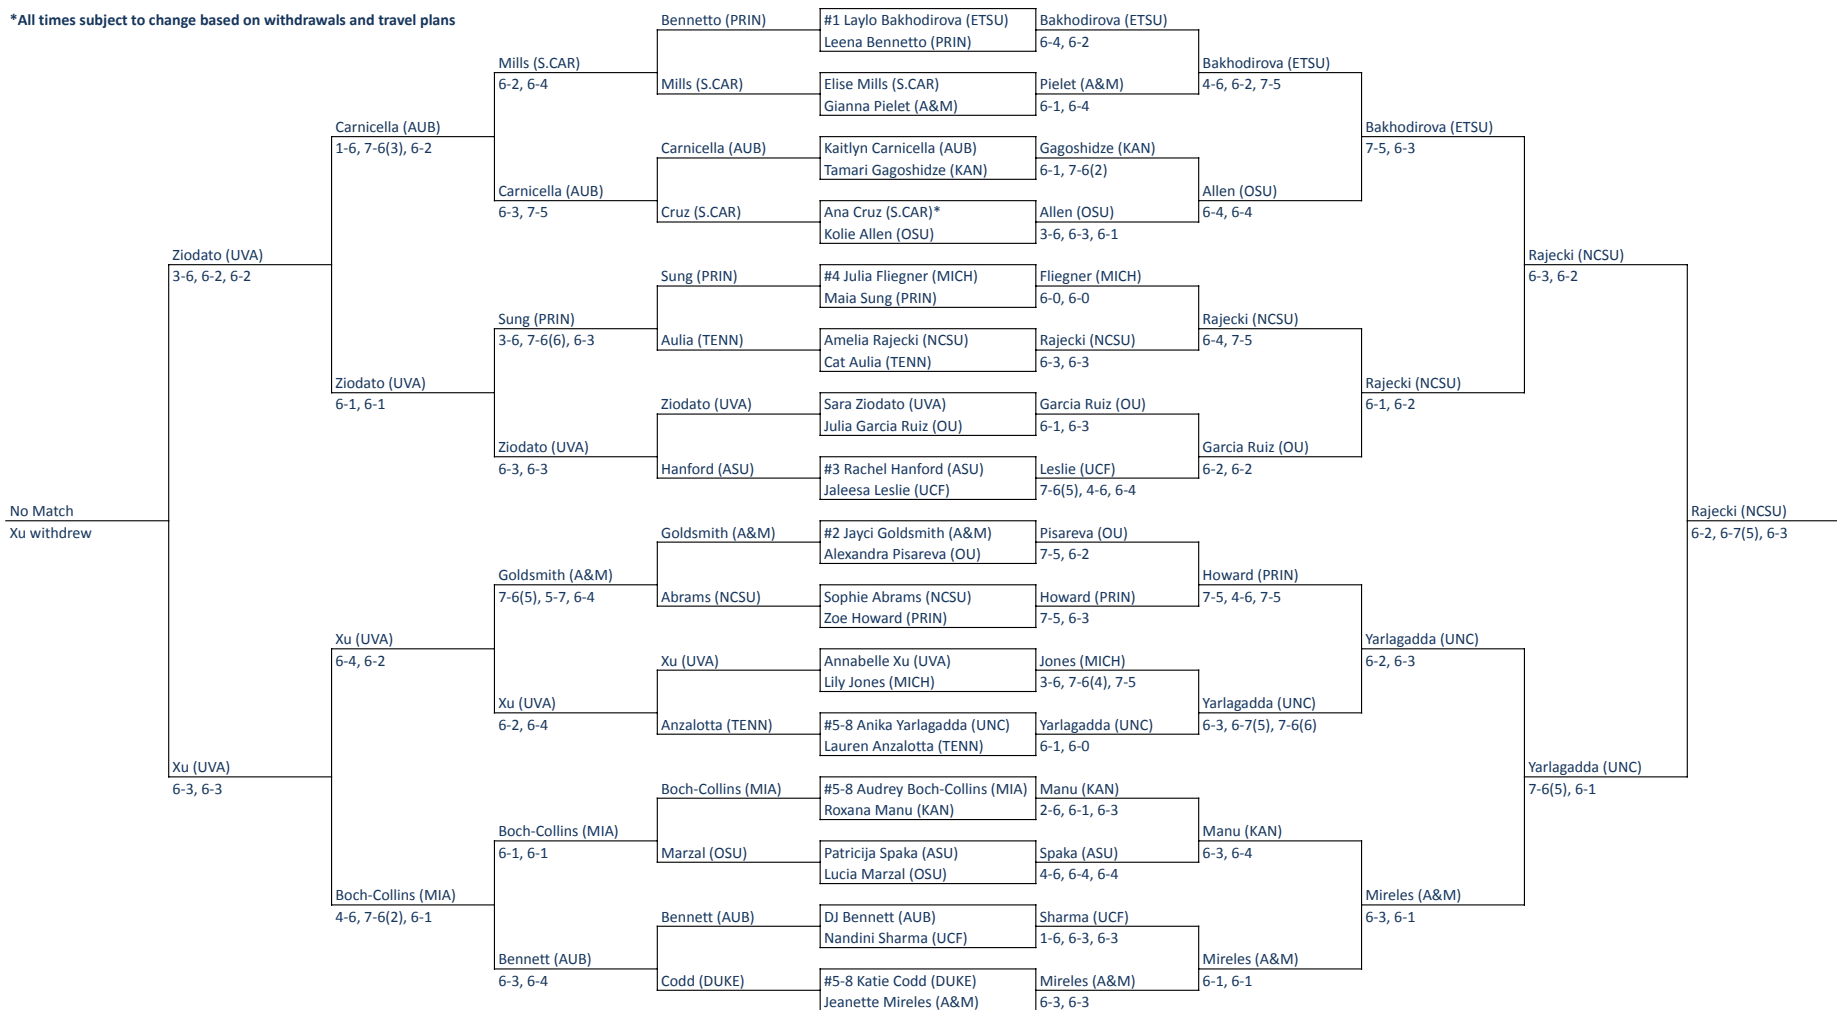 *All times subject to change based on withdrawals and travel plans
Bennetto (PRIN)
#1 Laylo Bakhodirova (ETSU)
Bakhodirova (ETSU)
Leena Bennetto (PRIN)
6-4, 6-2
Mills (S.CAR)
Bakhodirova (ETSU)
6-2, 6-4
Mills (S.CAR)
Elise Mills (S.CAR)
Pielet (A&M)
4-6, 6-2, 7-5
Gianna Pielet (A&M)
6-1, 6-4
Carnicella (AUB)
Bakhodirova (ETSU)
1-6, 7-6(3), 6-2
Carnicella (AUB)
Kaitlyn Carnicella (AUB)
Gagoshidze (KAN)
7-5, 6-3
Tamari Gagoshidze (KAN)
6-1, 7-6(2)
Carnicella (AUB)
Allen (OSU)
6-3, 7-5
Cruz (S.CAR)
Ana Cruz (S.CAR)*
Allen (OSU)
6-4, 6-4
Kolie Allen (OSU)
3-6, 6-3, 6-1
Ziodato (UVA)
Rajecki (NCSU)
3-6, 6-2, 6-2
Sung (PRIN)
#4 Julia Fliegner (MICH)
Fliegner (MICH)
6-3, 6-2
Maia Sung (PRIN)
6-0, 6-0
Sung (PRIN)
Rajecki (NCSU)
3-6, 7-6(6), 6-3
Aulia (TENN)
Amelia Rajecki (NCSU)
Rajecki (NCSU)
6-4, 7-5
Cat Aulia (TENN)
6-3, 6-3
Ziodato (UVA)
Rajecki (NCSU)
6-1, 6-1
Ziodato (UVA)
Sara Ziodato (UVA)
Garcia Ruiz (OU)
6-1, 6-2
Julia Garcia Ruiz (OU)
6-1, 6-3
Ziodato (UVA)
Garcia Ruiz (OU)
6-3, 6-3
Hanford (ASU)
#3 Rachel Hanford (ASU)
Leslie (UCF)
6-2, 6-2
Jaleesa Leslie (UCF)
7-6(5), 4-6, 6-4
No Match
Rajecki (NCSU)
Xu withdrew
Goldsmith (A&M)
#2 Jayci Goldsmith (A&M)
Pisareva (OU)
6-2, 6-7(5), 6-3
Alexandra Pisareva (OU)
7-5, 6-2
Goldsmith (A&M)
Howard (PRIN)
7-6(5), 5-7, 6-4
Abrams (NCSU)
Sophie Abrams (NCSU)
Howard (PRIN)
7-5, 4-6, 7-5
Zoe Howard (PRIN)
7-5, 6-3
Xu (UVA)
Yarlagadda (UNC)
6-4, 6-2
Xu (UVA)
Annabelle Xu (UVA)
Jones (MICH)
6-2, 6-3
Lily Jones (MICH)
3-6, 7-6(4), 7-5
Xu (UVA)
Yarlagadda (UNC)
6-2, 6-4
Anzalotta (TENN)
#5-8 Anika Yarlagadda (UNC)
Yarlagadda (UNC)
6-3, 6-7(5), 7-6(6)
Lauren Anzalotta (TENN)
6-1, 6-0
Xu (UVA)
Yarlagadda (UNC)
6-3, 6-3
Boch-Collins (MIA)
#5-8 Audrey Boch-Collins (MIA)
Manu (KAN)
7-6(5), 6-1
Roxana Manu (KAN)
2-6, 6-1, 6-3
Boch-Collins (MIA)
Manu (KAN)
6-1, 6-1
Marzal (OSU)
Patricija Spaka (ASU)
Spaka (ASU)
6-3, 6-4
Lucia Marzal (OSU)
4-6, 6-4, 6-4
Boch-Collins (MIA)
Mireles (A&M)
4-6, 7-6(2), 6-1
Bennett (AUB)
DJ Bennett (AUB)
Sharma (UCF)
6-3, 6-1
Nandini Sharma (UCF)
1-6, 6-3, 6-3
Bennett (AUB)
Mireles (A&M)
6-3, 6-4
Codd (DUKE)
#5-8 Katie Codd (DUKE)
Mireles (A&M)
6-1, 6-1
Jeanette Mireles (A&M)
6-3, 6-3